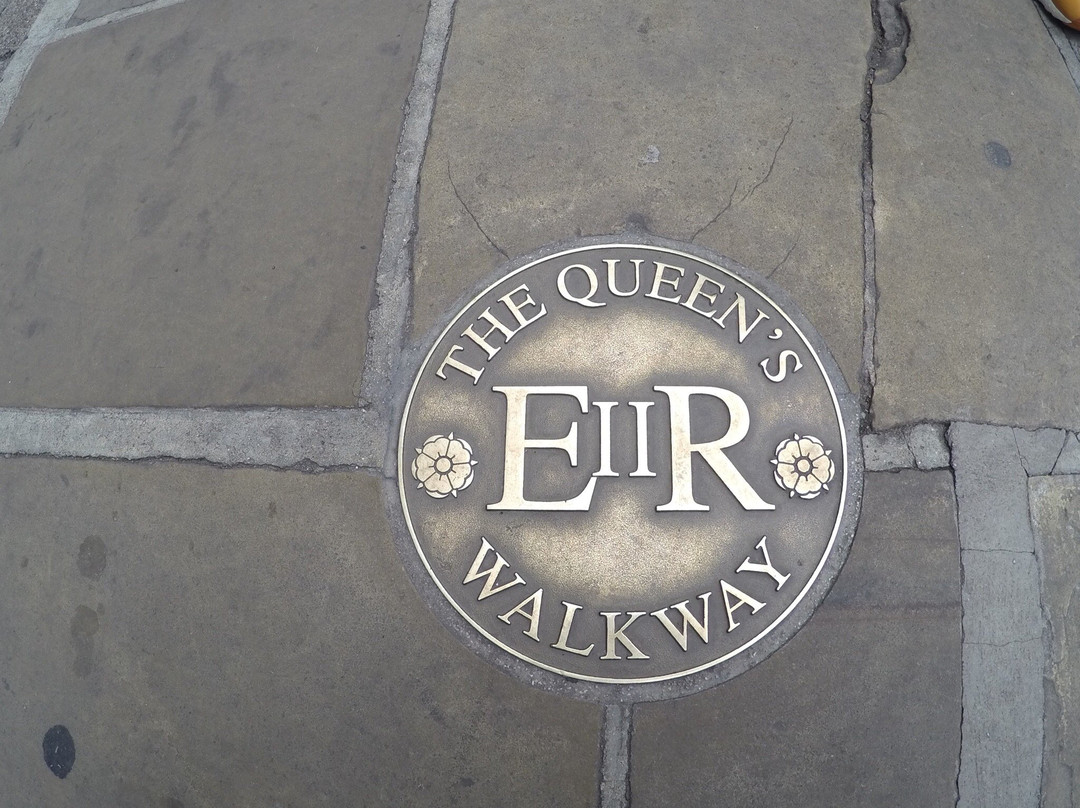 THE QUEEN'S
EIIR
WALKWAY